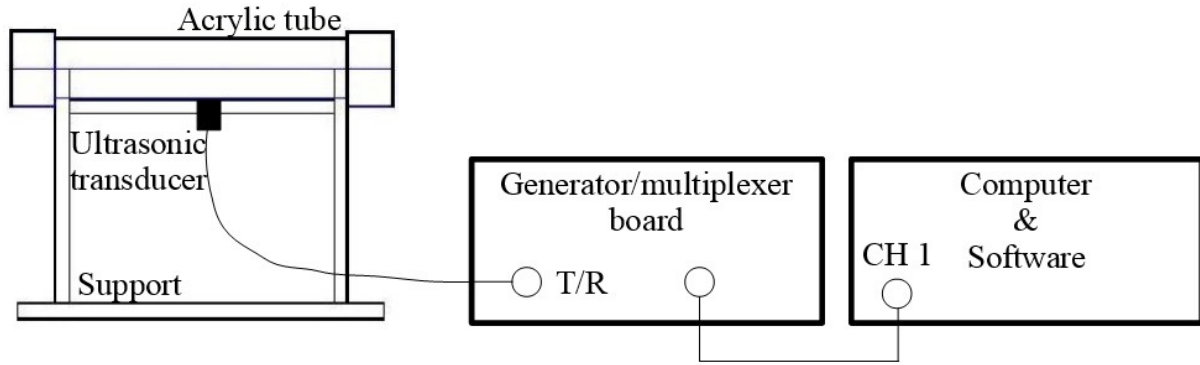 Acrylic tube
Ultrasonic
transducer
Support
Generator/multiplexer
board
T/R
Computer
&
Software
CH 1